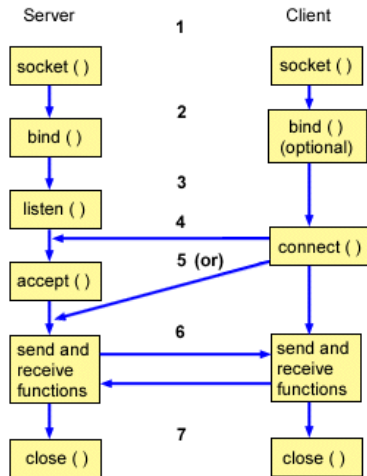 Server
1
Client
socket ( )
socket ( )
2
bind ( )
bind ( )
(optional)
3
listen ( )
4
connect ( )
5 (or)
accept ( )
6
send and
receive
functions
send and
receive
functions
7
close ( )
close ( )